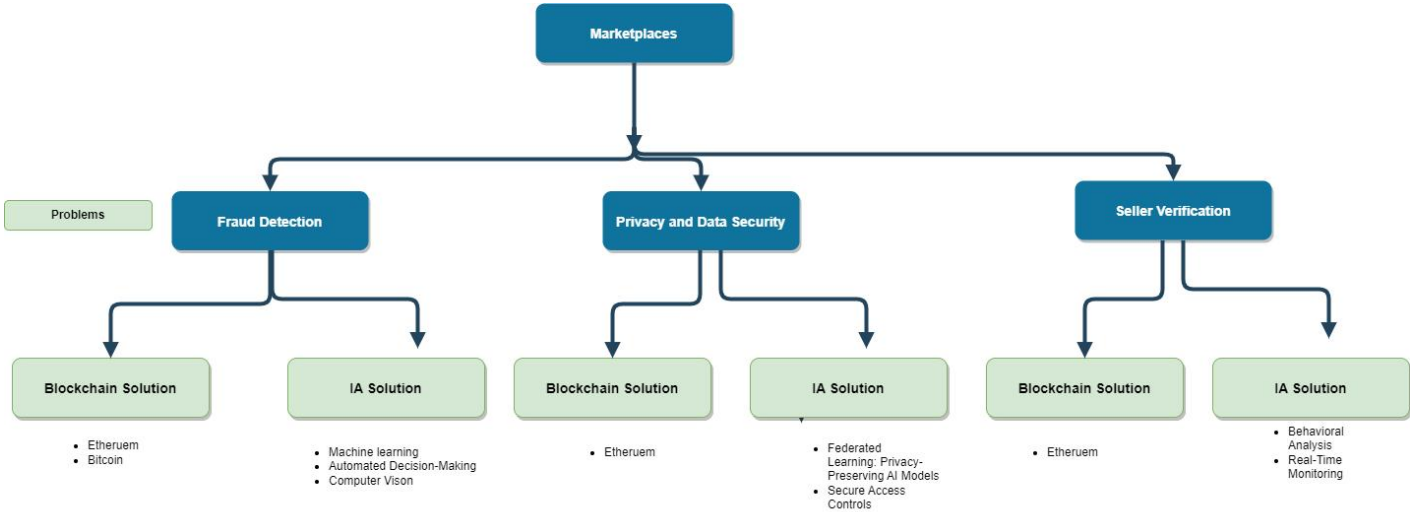 Marketplaces
Problems
Fraud Detection
Privacy and Data Security
Seller Verification
Blockchain Solution
IA Solution
Blockchain Solution
IA Solution
Blockchain Solution
IA Solution
• Etheruem
• Bitcoin
• Machine learning
• Automated Decision-Making
• Computer Vison
• Etheruem
• Federated
Learning: Privacy-
Preserving AI Models
• Secure Access
Controls
• Etheruem
• Behavioral
Analysis
• Real-Time
Monitoring